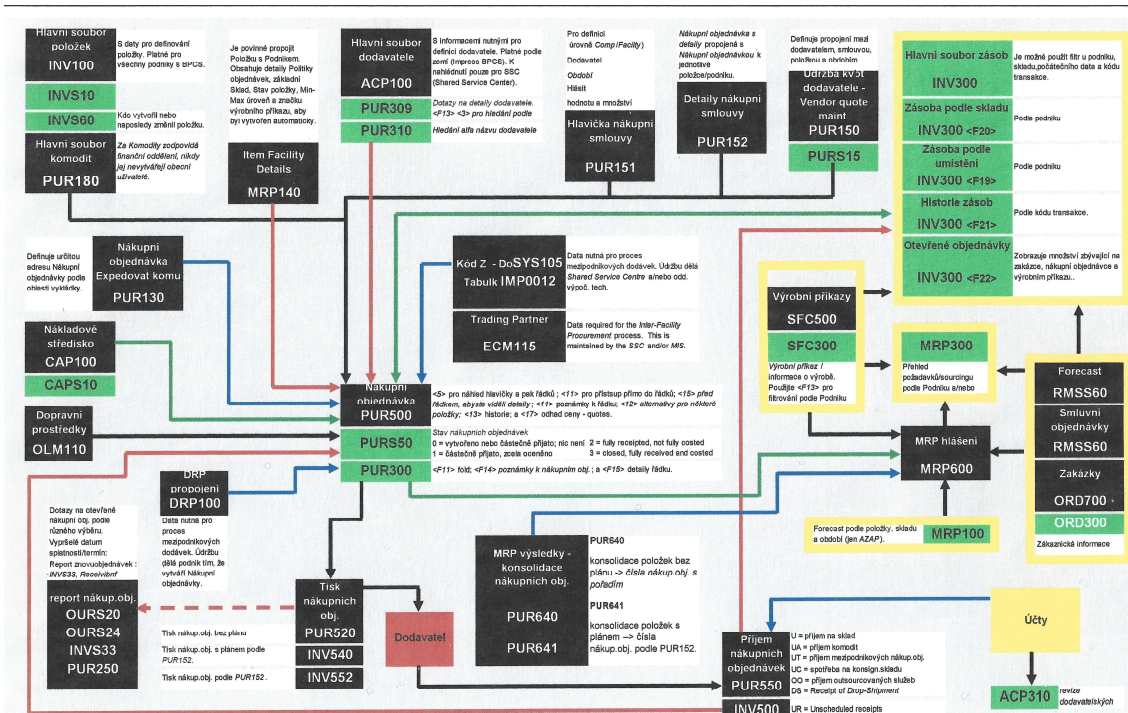 Hlavní soubor
položek
INV100
INVS10
INVS60
Hlavní soubor
komodit
PUR180
S daty pro definování
položky. Platné pro
všechny podniky s BPCS.
Kdo vytvořil nebo
naposledy změnil položku.
Za Komodity zodpovídá
finanční oddělení, nikdy
jej nevytvářejí obecní
uživatelé.
Je povinné propojit
Položku s Podnikem.
Obsahuje detaily Politiky
objednávek, základní
Sklad, Stav položky, Min-
Max úroveň a značku
výrobního příkazu, aby
byl vytvořen automaticky.
Item Facility
Details
MRP140
Hlavní soubor
dodavatele
ACP100
PUR309
PUR310
S informacemi nutnými pro
definici dodavatele. Platné podle
zemí (Impress BPCS). K
nahlédnutí pouze pro SSC
(Shared Service Center).
Dotazy na detaily dodavatele.
<F13> <3> pro hledání podle
Hledání alfa názvu dodavatele
Pro definici
úrovně Comp/Facility)
Dodavatel
Období
Hlásit
hodnotu a množství
Hlavička nákupní
smlouvy
PUR151
Nákupní objednávka s
detaily propojená s
Nákupní objednávkou k
jednotlivé
položce/podniku.
Detaily nákupní
smlouvy
PUR152
Definuje propojení mezi
dodavatelem, smlouvou,
položkou a obdobím
Údržba kvót
dodavatele -
Vendor quote
maint
PUR150
PURS15
Hlavní soubor zásob
INV300
Je možné použít filtr u podniku,
skladu,počátečního data a kódu
transakce.
Zásoba podle skladu
INV300 <F20>
Podle podniku
Zásoba podle
umístění
INV300 <F19>
Podle podniku
Historie zásob
INV300 <F21>
Podle kódu transakce.
Otevřené objednávky
INV300 <F22>
Zobrazuje množství zbývající na
zakázce, nákupní objednávce a
výrobním příkazu..
Definuje určitou
adresu Nákupní
objednávky podle
oblasti vykládky.
Nákupní
objednávka
Expedovat komu
PUR130
Kód Z - DoSYS105
Tabulk IMP0012
Data nutná pro proces
mezipodnikových dodávek. Údržbu dělá
Shared Service Centre a/nebo odd.
výpoč. tech.
Trading Partner
ECM115
Data required for the Inter-Facility
Procurement process. This is
maintained by the SSC and/or MIS.
Výrobní příkazy
SFC500
SFC300
Výrobní příkaz /
informace o výrobě.
Použijte <F13> pro
filtrování podle Podniku
MRP300
Přehled
požadavků/sourcingu
podle Podniku a/nebo
Forecast
RMSS60
Smluvní
objednávky
RMSS60
Zakázky
ORD700
ORD300
Zákaznická informace
Nákladové
středisko
CAP100
CAPS10
Dopravní
prostředky
OLM110
Nákupní
objednávka
PUR500
PURS50
PUR300
<5> pro náhled hlavičky a pak řádků ; <11> pro přístup přímo do řádků; <15> před
řádkem, abyste viděli detaily; <11> poznámky k řádku; <12> alternativy pro některé
položky; <13> historie; a <17> odhad ceny - quotes.
Stav nákupních objednávek
0 = vytvořeno nebo částečně přijato; nic není
2 = fully receipted, not fully costed
1 = částečně přijato, zcela oceněno
3 = closed, fully received and costed
<F11> fold; <F14> poznámky k nákupním obj. ; a <F15> detaily řádku.
MRP hlášení
MRP600
Forecast podle položky, skladu
a období (jen AZAP).
MRP100
DRP
propojení
DRP100
Data nutná pro
proces
mezipodnikových
dodávek. Údržbu
dělá podnik tím, že
vytváří Nákupní
objednávky.
Dotazy na otevřené
nákupní obj. podle
různého výběru.
Vypršelé datum
splatnosti/termín:
Report znovuobjednávek :
report nákup.obj.
OURS20
OURS24
INVS33
PUR250
Tisk
nákupních
obj.
PUR520
INV540
INV552
Tisk nákup.obj. bez plánu
Tisk nákup.obj. s plánem podle
PUR152.
Tisk nákup.obj. podle PUR152 .
Dodavatel
MRP výsledky -
konsolidace
nákupních obj.
PUR640
PUR641
PUR640
konsolidace položek bez
plánu -> čísla nákup.obj. s
pořadím
PUR641
konsolidace položek s
plánem --> čísla
nákup.obj. podle PUR152.
Příjem
nákupních
objednávek
PUR550
INV500
U = příjem na sklad
UA = příjem komodit
UT = příjem mezipodnikových nákup.obj.
UC = spotřeba na konsign.skladu
OO = příjem outsourcovaných služeb
DS = Receipt of Drop-Shipment
UR = Unscheduled receipts
Účty
ACP310
revize
dodavatelských